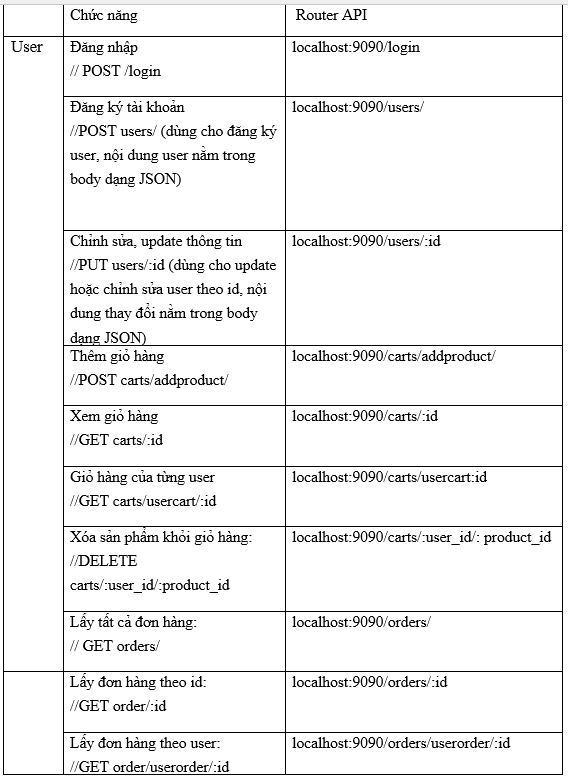 Chức năng
Router API
User
Đăng nhập
localhost:9090/login
// POST /login
Đăng ký tài khoản
localhost:9090/users/
//POST users/ (dùng cho đăng ký
user, nội dung user nằm trong
body dạng JSON)
Chỉnh sửa, update thông tin
localhost:9090/users/:id
//PUT users/:id (dùng cho update
hoặc chỉnh sửa user theo id, nội
dung thay đổi nằm trong body
dạng JSON)
Thêm giỏ hàng
localhost:9090/carts/addproduct/
//POST carts/addproduct/
Xem giỏ hàng
localhost:9090/carts/:id
//GET carts/:id
Giỏ hàng của từng user
localhost:9090/carts/usercart:id
//GET carts/usercart/:id
Xóa sản phẩm khỏi giỏ hàng:
localhost:9090/carts/:user_id/: product_id
//DELETE
carts/:user_id/:product_id
Lấy tất cả đơn hàng:
localhost:9090/orders/
// GET orders/
Lấy đơn hàng theo id:
localhost:9090/orders/:id
//GET order/:id
Lấy đơn hàng theo user:
localhost:9090/orders/userorder/:id
//GET order/userorder/:id